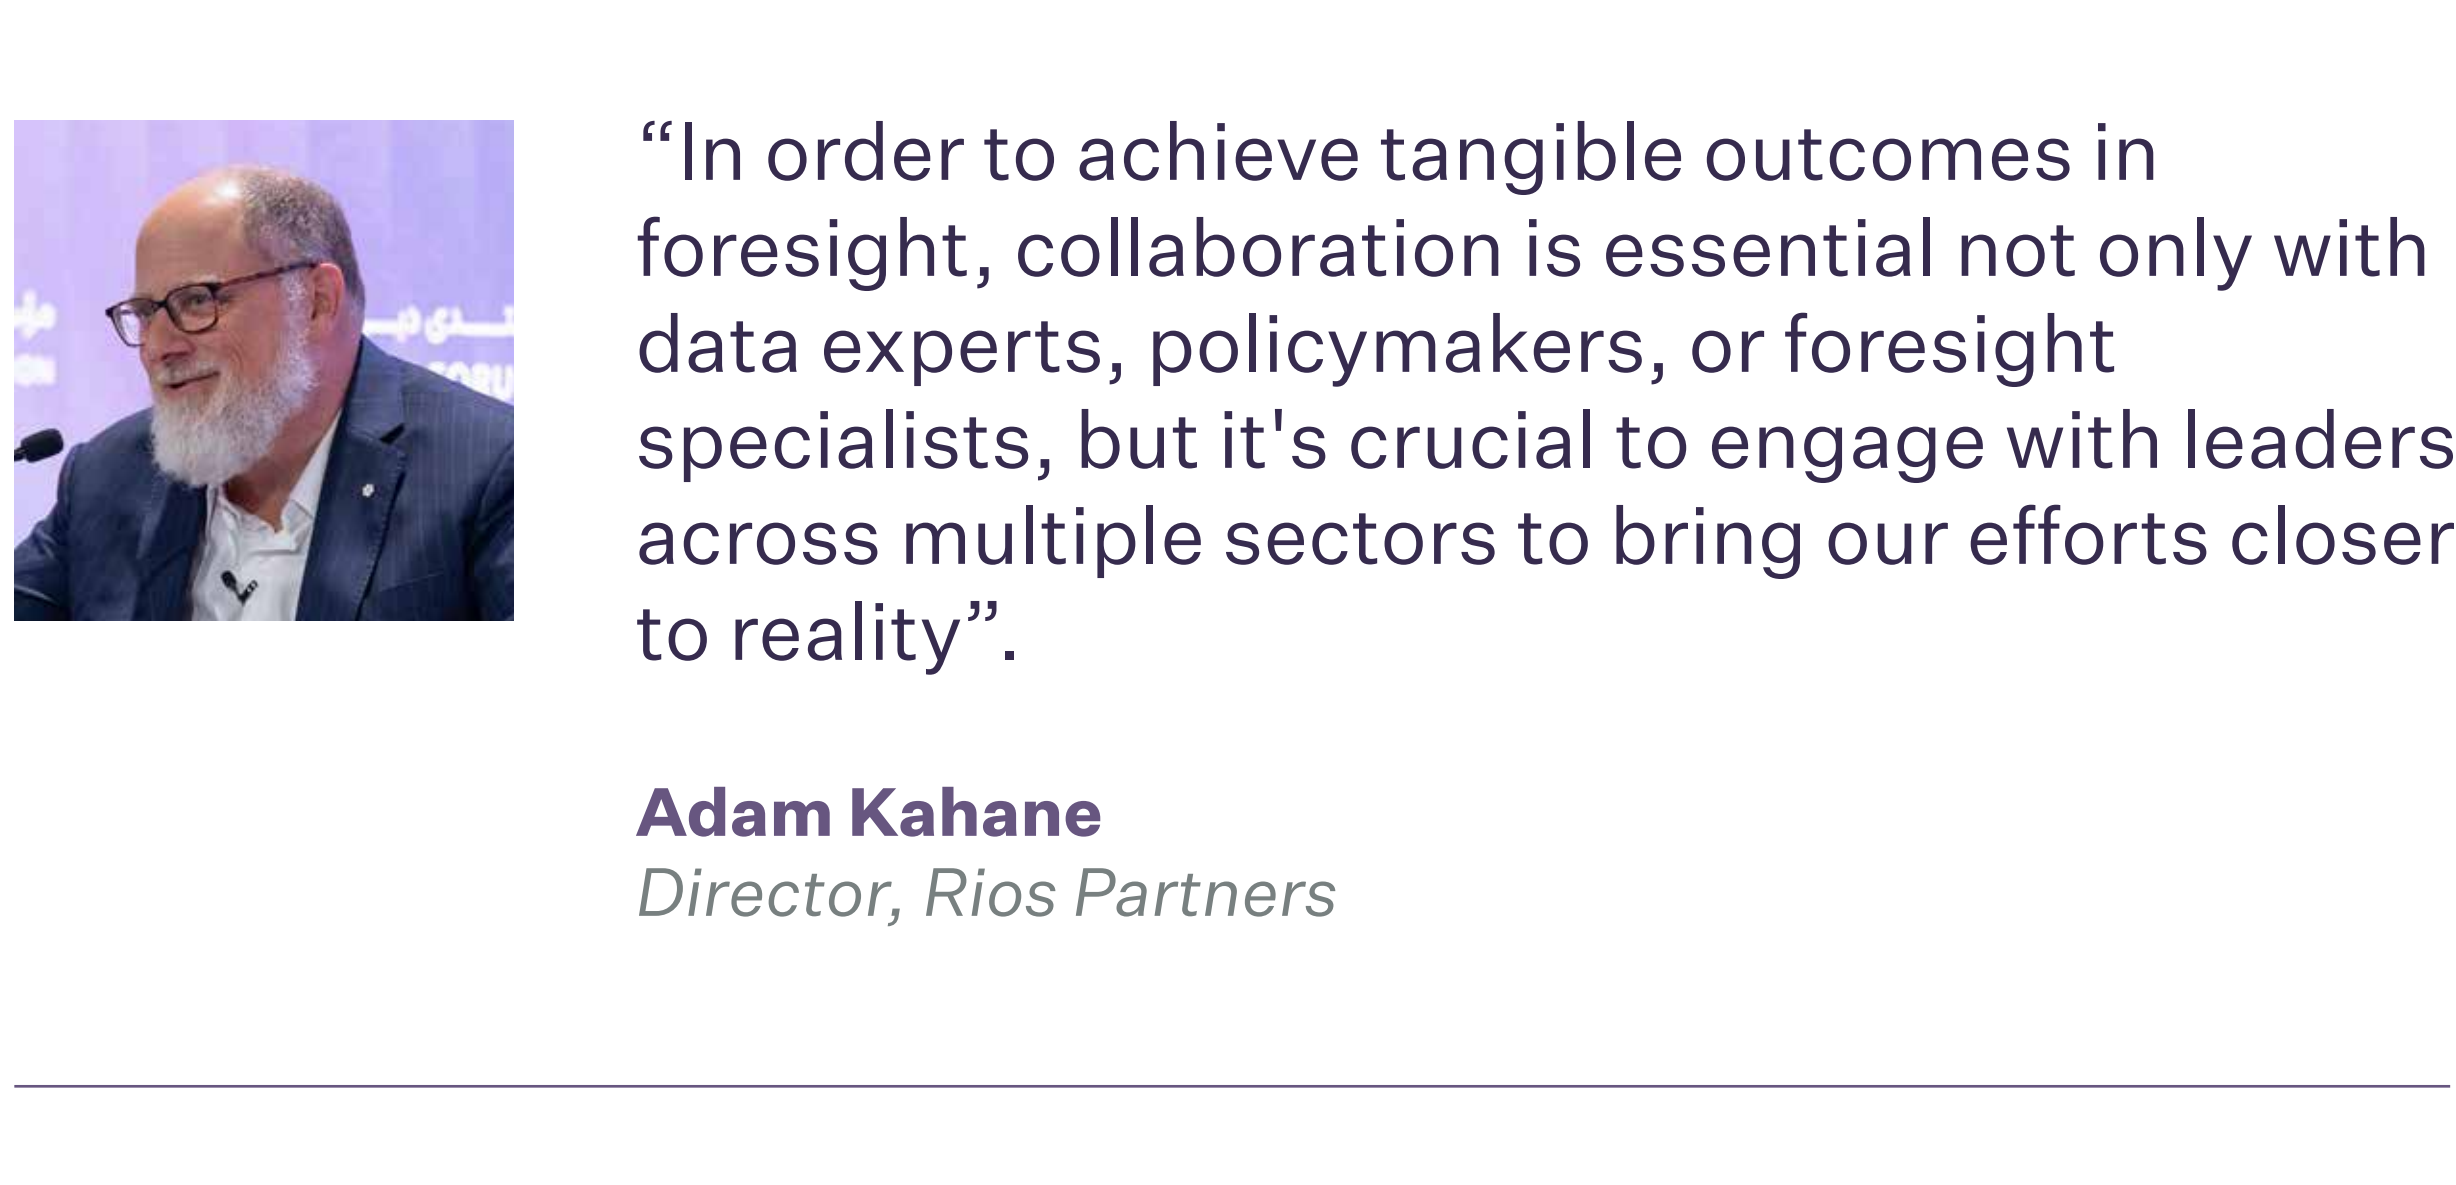 “In order to achieve tangible outcomes in
foresight, collaboration is essential not only with
data experts, policymakers, or foresight
specialists, but it's crucial to engage with leaders
across multiple sectors to bring our efforts closer
to reality”.
Adam Kahane
Director, Rios Partners